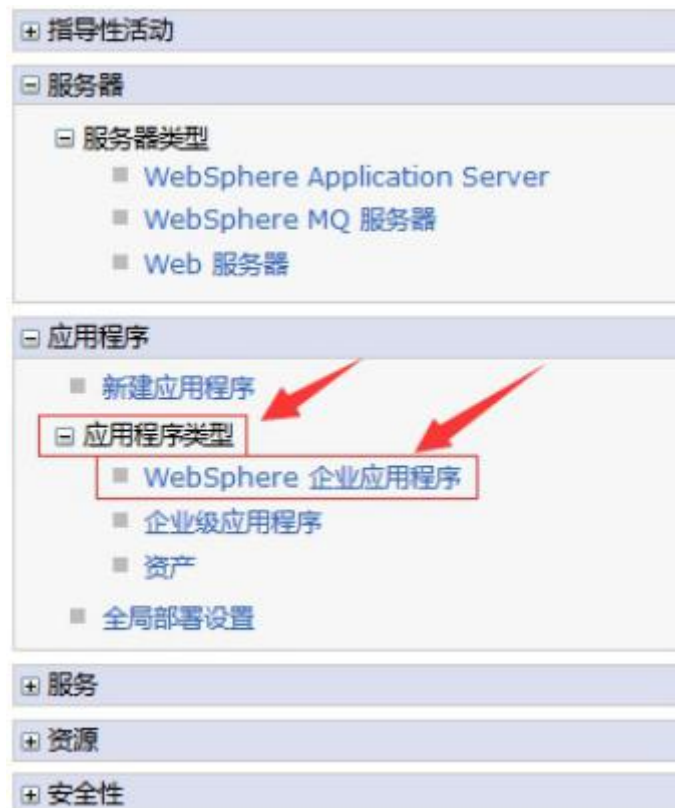 指导性活动
服务器
服务器类型
WebSphere Application Server
WebSphere MQ 服务器
Web 服务器
应用程序
新建应用程序
应用程序类型
WebSphere 企业应用程序
企业级应用程序
资产
全局部署设置
服务
资源
安全性